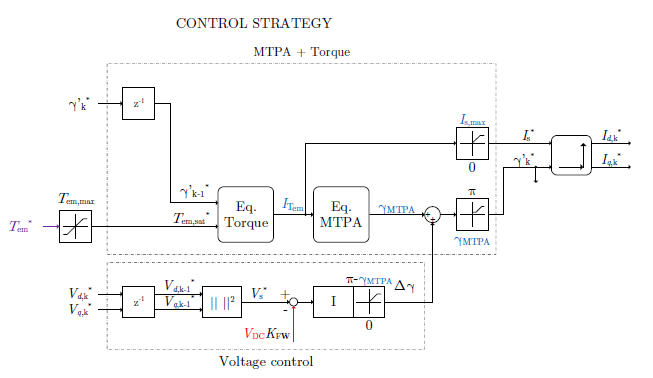 CONTROL STRATEGY
MTPA + Torque
γ'k*
z-1
Is,max
0
Is*
Id,k*
γ'k*
Iq,k*
γ'k-1*
Tem,max
Tem*
Tem,sat*
Eq.
Torque
ITem
Eq.
MTPA
γMTPA
+
+
π
γMTPA
Vd,k*
Vq,k*
z-1
Vd,k-1*
Vq,k-1*
|| ||2
Vs*
+
-
VDCKFW
I
π-γMTPA
0
Δγ
Voltage control